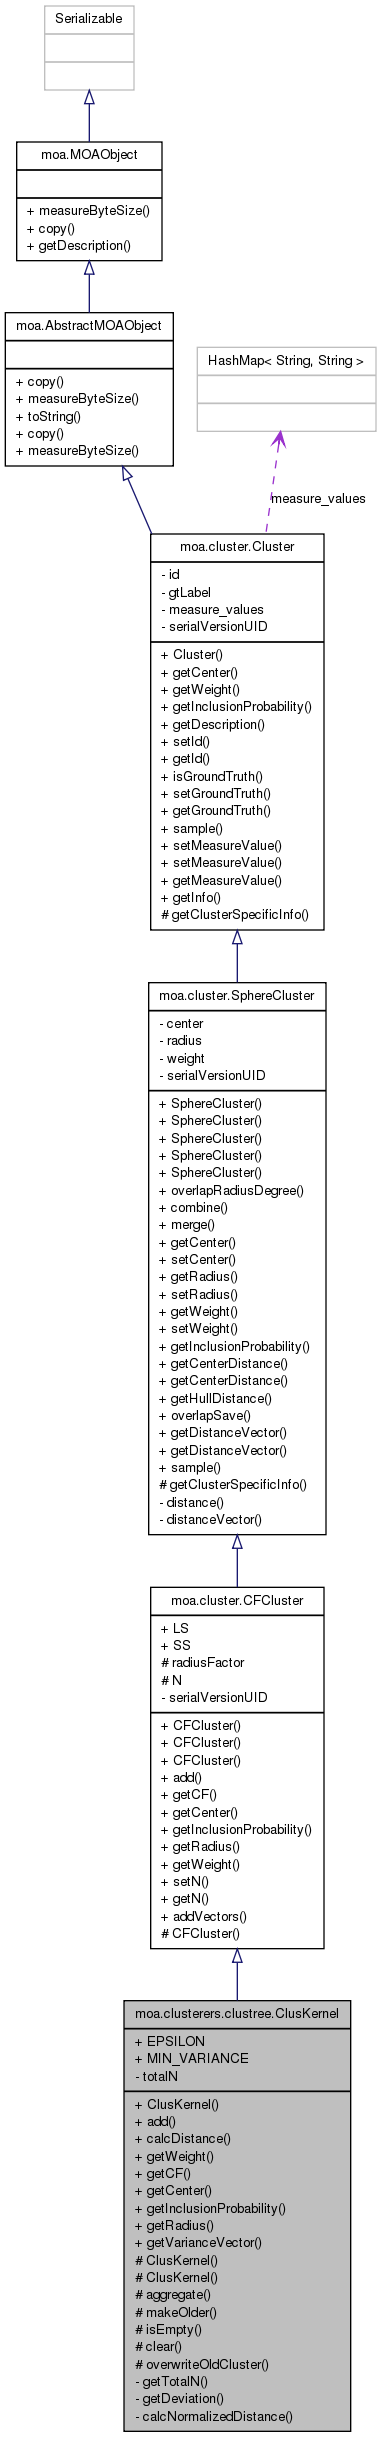 Serializable
moa.MOAObject
+ measureByteSize()
+ copy()
+ getDescription()
moa.AbstractMOAObject
+ copy()
+ measureByteSize()
+ toString()
+ copy()
+ measureByteSize()
HashMap< String, String >
measure_values
moa.cluster.Cluster
- id
- gtLabel
- measure_values
- serialVersionUID
+ Cluster()
+ getCenter()
+ getWeight()
+ getInclusionProbability()
+ getDescription()
+ setId()
+ getId()
+ isGroundTruth()
+ setGroundTruth()
+ getGroundTruth()
+ sample()
+ setMeasureValue()
+ setMeasureValue()
+ getMeasureValue()
+ getInfo()
# getClusterSpecificInfo()
moa.cluster.SphereCluster
- center
- radius
- weight
- serialVersionUID
+ SphereCluster()
+ SphereCluster()
+ SphereCluster()
+ SphereCluster()
+ SphereCluster()
+ overlapRadiusDegree()
+ combine()
+ merge()
+ getCenter()
+ setCenter()
+ getRadius()
+ setRadius()
+ getWeight()
+ setWeight()
+ getInclusionProbability()
+ getCenterDistance()
+ getCenterDistance()
+ getHullDistance()
+ overlapSave()
+ getDistanceVector()
+ getDistanceVector()
+ sample()
# getClusterSpecificInfo()
- distance()
- distanceVector()
moa.cluster.CFCluster
+ LS
+ SS
# radiusFactor
# N
- serialVersionUID
+ CFCluster()
+ CFCluster()
+ CFCluster()
+ add()
+ getCF()
+ getCenter()
+ getInclusionProbability()
+ getRadius()
+ getWeight()
+ setN()
+ getN()
+ addVectors()
# CFCluster()
moa.clusterers.clustree.ClusKernel
+ EPSILON
+ MIN_VARIANCE
- totalN
+ ClusKernel()
+ add()
+ calcDistance()
+ getWeight()
+ getCF()
+ getCenter()
+ getInclusionProbability()
+ getRadius()
+ getVarianceVector()
# ClusKernel()
# ClusKernel()
# aggregate()
# makeOlder()
# isEmpty()
# clear()
# overwriteOldCluster()
- getTotalN()
- getDeviation()
- calcNormalizedDistance()